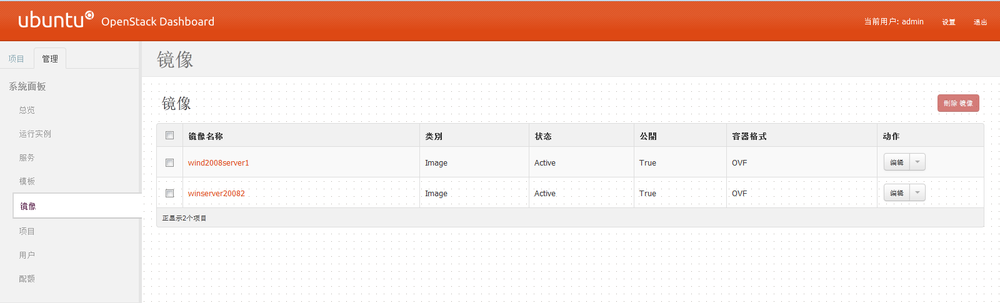 ubuntu OpenStack Dashboard
当前用户: admin 设置 退出
项目 管理
系統面板
总览
运行实例
服务
模板
镜像
项目
用户
配额
镜像
镜像
刪除 镜像
镜像名称 类别 状态 公開 容器格式 动作
wind2008server1 Image Active True OVF 编辑
winserver20082 Image Active True OVF 编辑
正显示2个项目